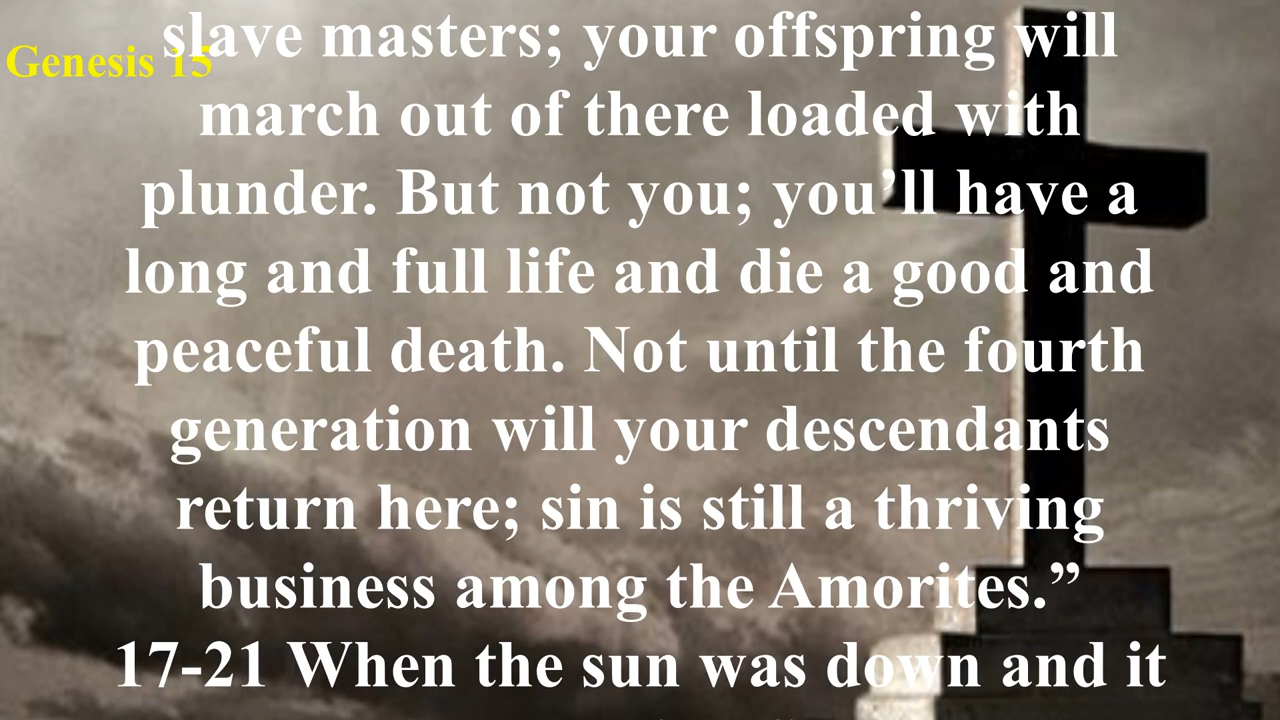 Genesis 15
slave masters; your offspring will
march out of there loaded with
plunder. But not you; you’ll have a
long and full life and die a good and
peaceful death. Not until the fourth
generation will your descendants
return here; sin is still a thriving
business among the Amorites.”
17-21 When the sun was down and it